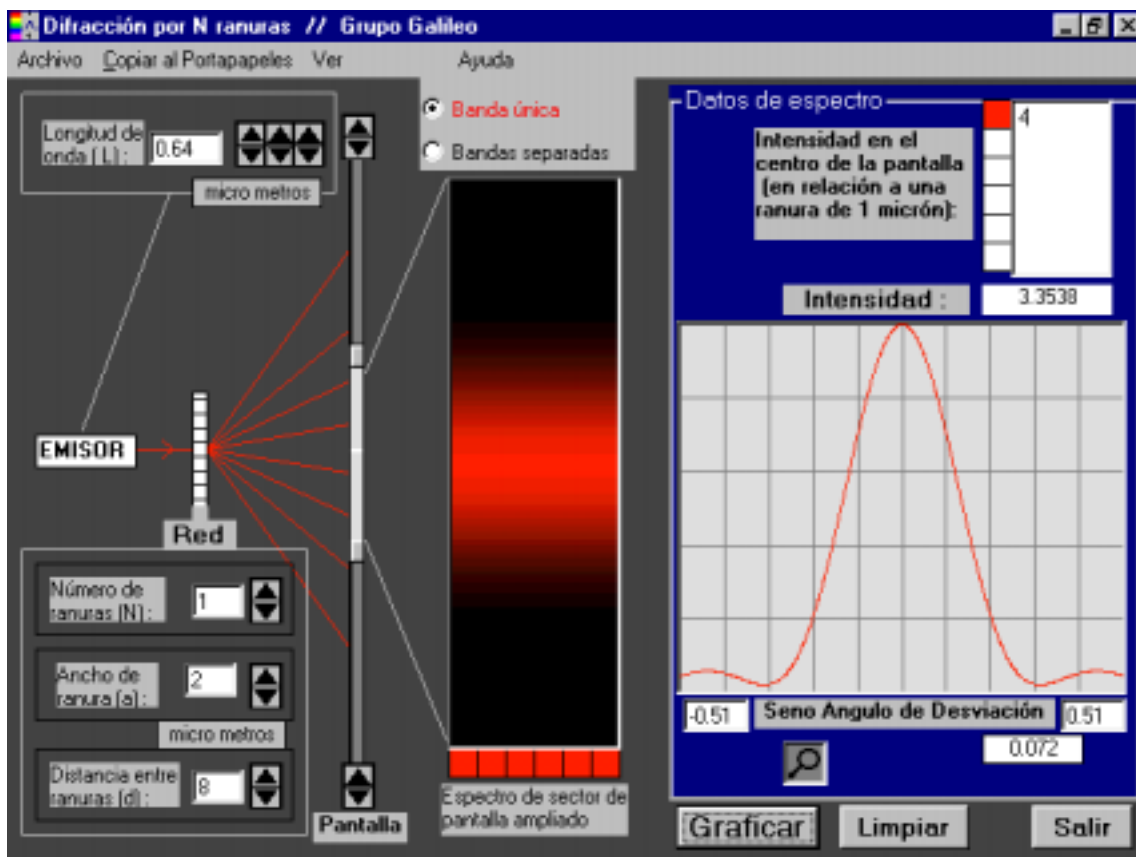 Difracción por N ranuras // Grupo Galileo
Archivo Copiar al Portapapeles Ver Ayuda
Longitud de
onda ( L) :
0.64
micro metros
Banda única
Bandas separadas
Datos de espectro
Intensidad en el
centro de la pantalla
(en relación a una
ranura de 1 micrón):
4
Intensidad :
3.3538
EMISOR
Red
Número de
ranuras (N) :
1
Ancho de
ranura (a) :
2
micro metros
Distancia entre
ranuras (d) :
8
Pantalla
Espectro de sector de
pantalla ampliado
-0.51
Seno Angulo de Desviación
0.51
0.072
Graficar
Limpiar
Salir